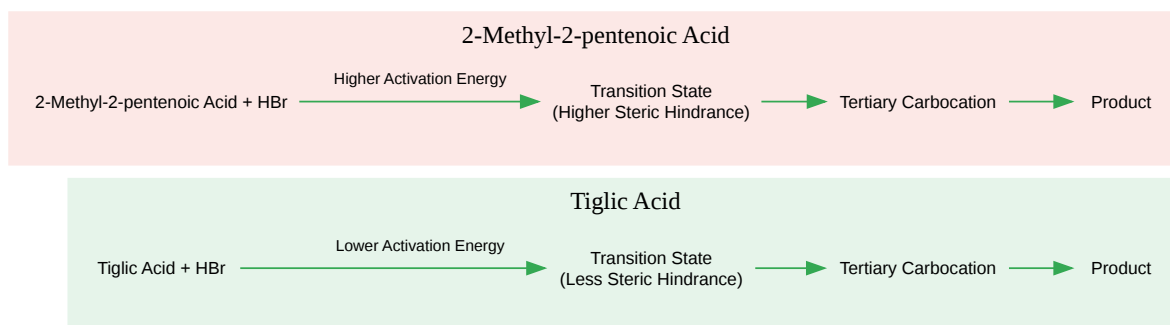 2-Methyl-2-pentenoic Acid
Higher Activation Energy
2-Methyl-2-pentenoic Acid + HBr
Transition State
(Higher Steric Hindrance)
Tertiary Carbocation
Product
Tiglic Acid
Lower Activation Energy
Tiglic Acid + HBr
Transition State
(Less Steric Hindrance)
Tertiary Carbocation
Product